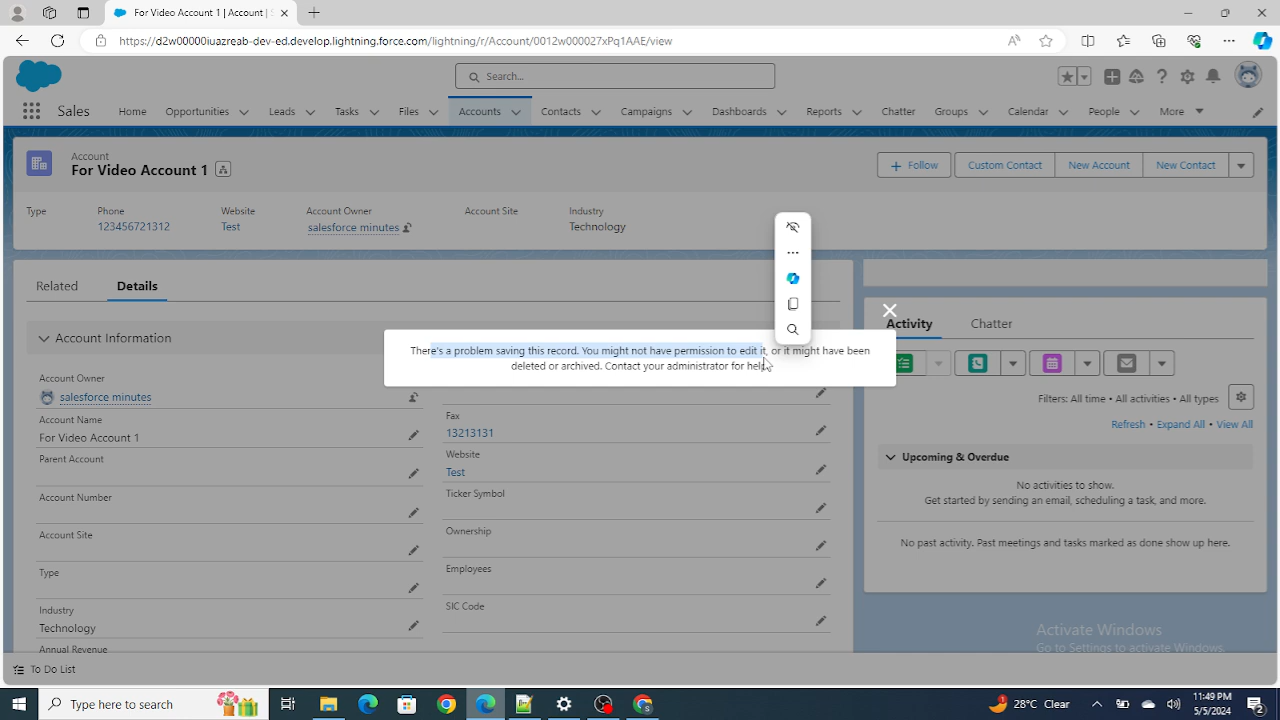 For Video Account 1 | Account | S
https://d2w00000iuazreab-dev-ed.develop.lightning.force.com/lightning/r/Account/0012w000027xPq1AAE/view
Search...
Sales
Home Opportunities Leads Tasks Files Accounts Contacts Campaigns Dashboards Reports Chatter Groups Calendar People More
Account
For Video Account 1
Follow Custom Contact New Account New Contact
Type Phone Website Account Owner Account Site Industry
123456721312 Test salesforce minutes Technology
Related Details
Account Information
There's a problem saving this record. You might not have permission to edit it, or it might have been
deleted or archived. Contact your administrator for help.
Account Owner
salesforce minutes
Account Name
For Video Account 1
Parent Account
Account Number
Account Site
Type
Industry
Technology
Annual Revenue
Fax
13213131
Website
Test
Ticker Symbol
Ownership
Employees
SIC Code
Activity Chatter
Filters: All time • All activities • All types
Refresh • Expand All • View All
Upcoming & Overdue
No activities to show.
Get started by sending an email, scheduling a task, and more.
No past activity. Past meetings and tasks marked as done show up here.
Activate Windows
Go to Settings to activate Windows.
To Do List
Type here to search
1
28°C Clear
11:49 PM
5/5/2024
2